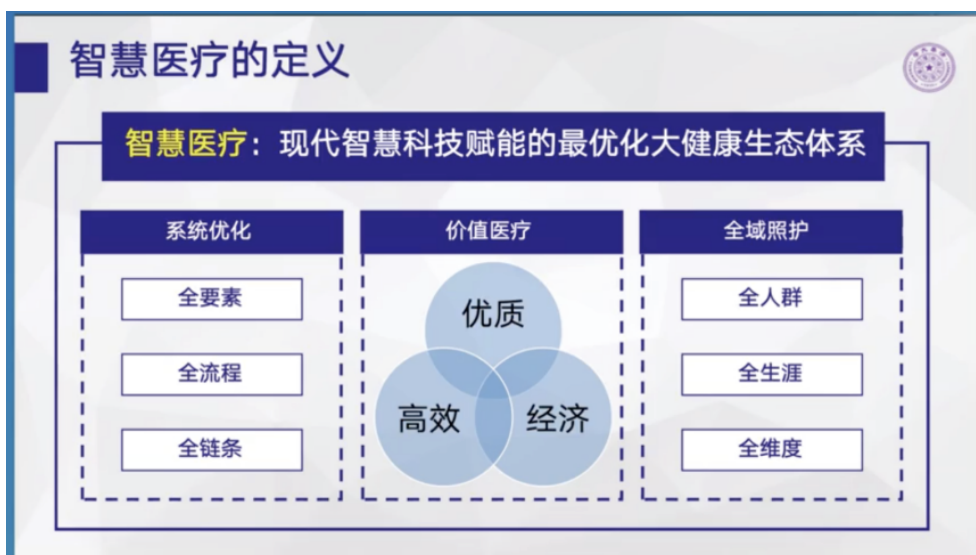 智慧医疗的定义
智慧医疗：现代智慧科技赋能的最优化大健康生态体系
系统优化
全要素
全流程
全链条
价值医疗
优质
高效
经济
全域照护
全人群
全生涯
全维度